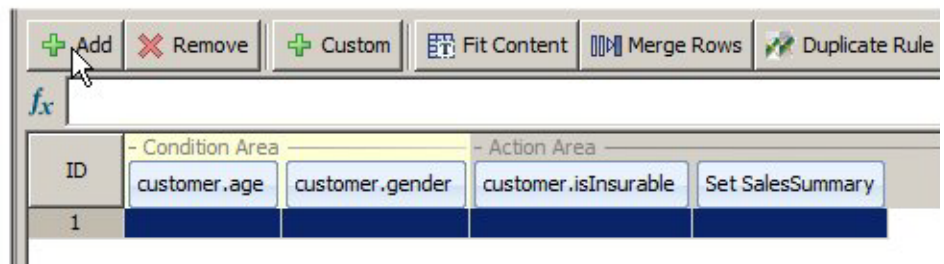 Add Remove Custom Fit Content Merge Rows Duplicate Rule
fx
- Condition Area - Action Area
ID customer.age customer.gender customer.isInsurable Set SalesSummary
1